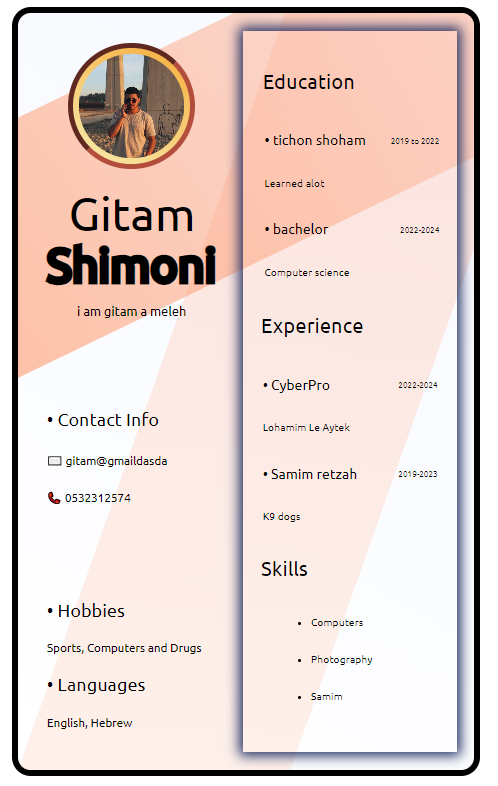 Gitam
Shimoni
i am gitam a meleh
• Contact Info
gitam@gmaildasda
0532312574
• Hobbies
Sports, Computers and Drugs
• Languages
English, Hebrew
Education
• tichon shoham 2019 to 2022
Learned alot
• bachelor 2022-2024
Computer science
Experience
• CyberPro 2022-2024
Lohamim Le Aytek
• Samim retzah 2019-2023
K9 dogs
Skills
• Computers
• Photography
• Samim